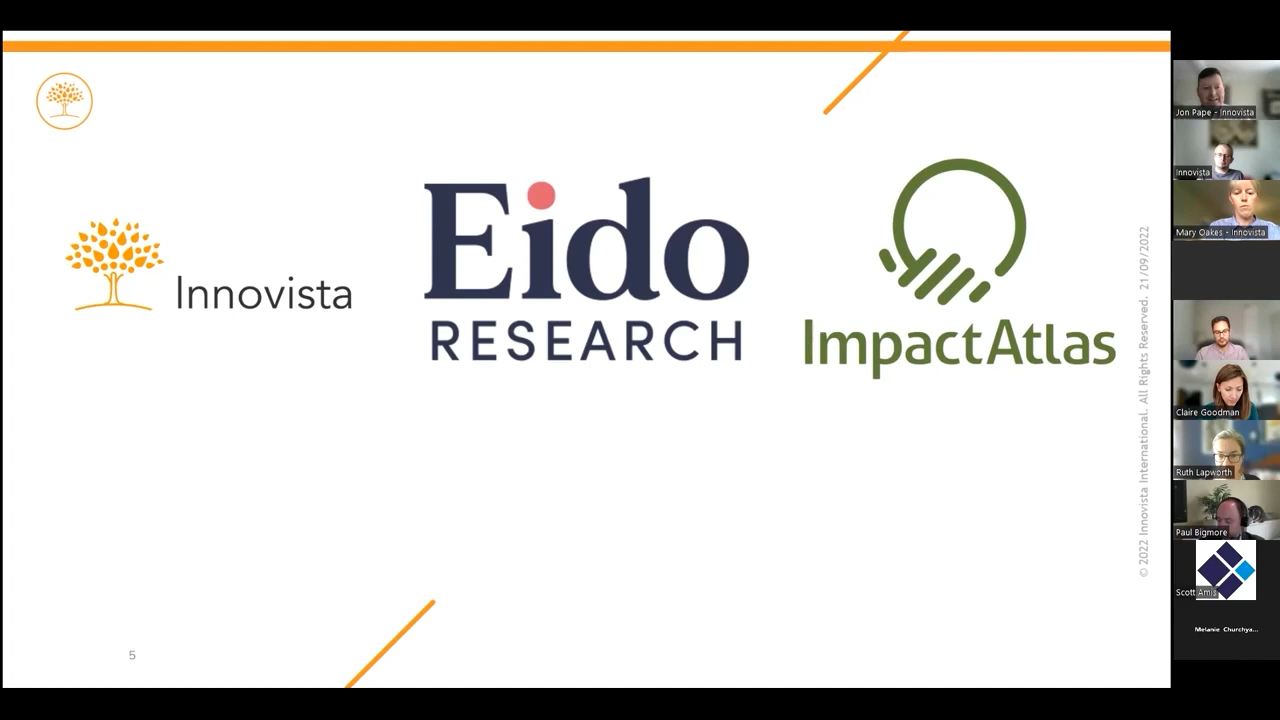 Innovista
Eido
RESEARCH
ImpactAtlas
© 2022 Innovista International. All Rights Reserved. 21/09/2022
5
Jon Pape - Innovista
Innovista
Mary Oakes - Innovista
Claire Goodman
Ruth Lapworth
Paul Bigmore
Scott Amis
Melanie Churchya...